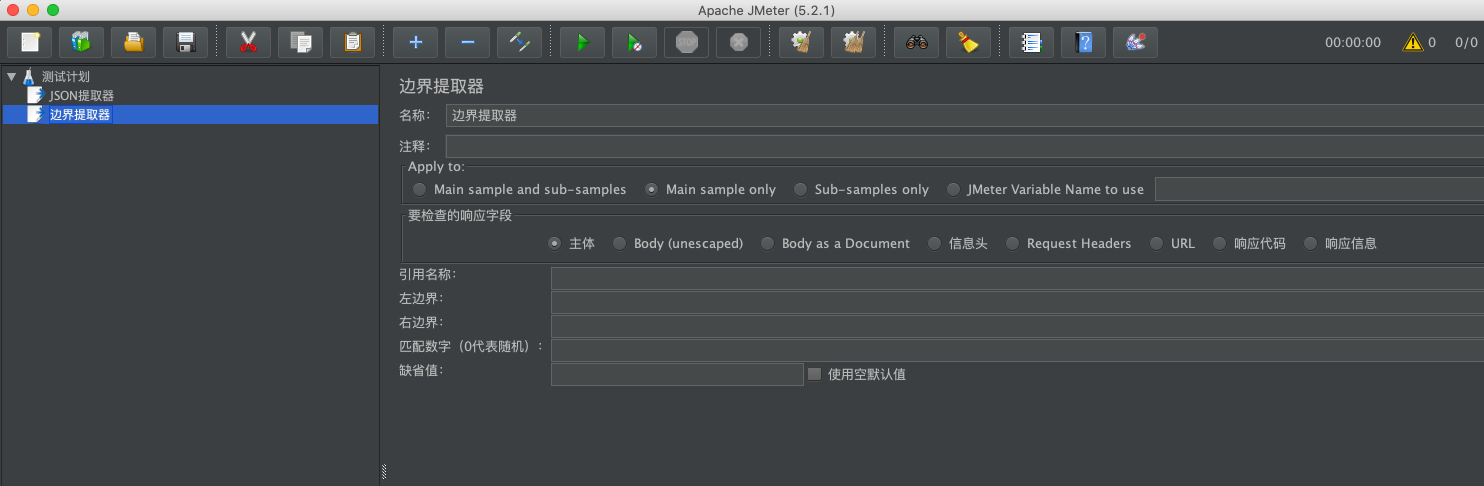 Apache JMeter (5.2.1)
STOP 00:00:00 0 0/0
测试计划
JSON提取器
边界提取器
边界提取器
名称： 边界提取器
注释：
Apply to:
Main sample and sub-samples Main sample only Sub-samples only JMeter Variable Name to use
要检查的响应字段
主体 Body (unescaped) Body as a Document 信息头 Request Headers URL 响应代码 响应信息
引用名称：
左边界：
右边界：
匹配数字（0代表随机）：
缺省值： 使用空默认值